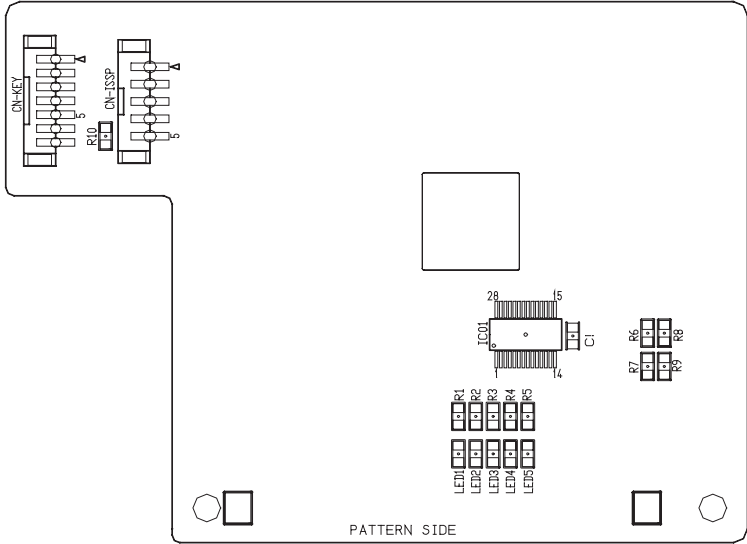 CN-KEY
5
R10
CN-ISSP
5
28
15
IC01
C1
1
14
R6
R8
R7
R9
R1
R2
R3
R4
R5
LED1
LED2
LED3
LED4
LED5
PATTERN SIDE